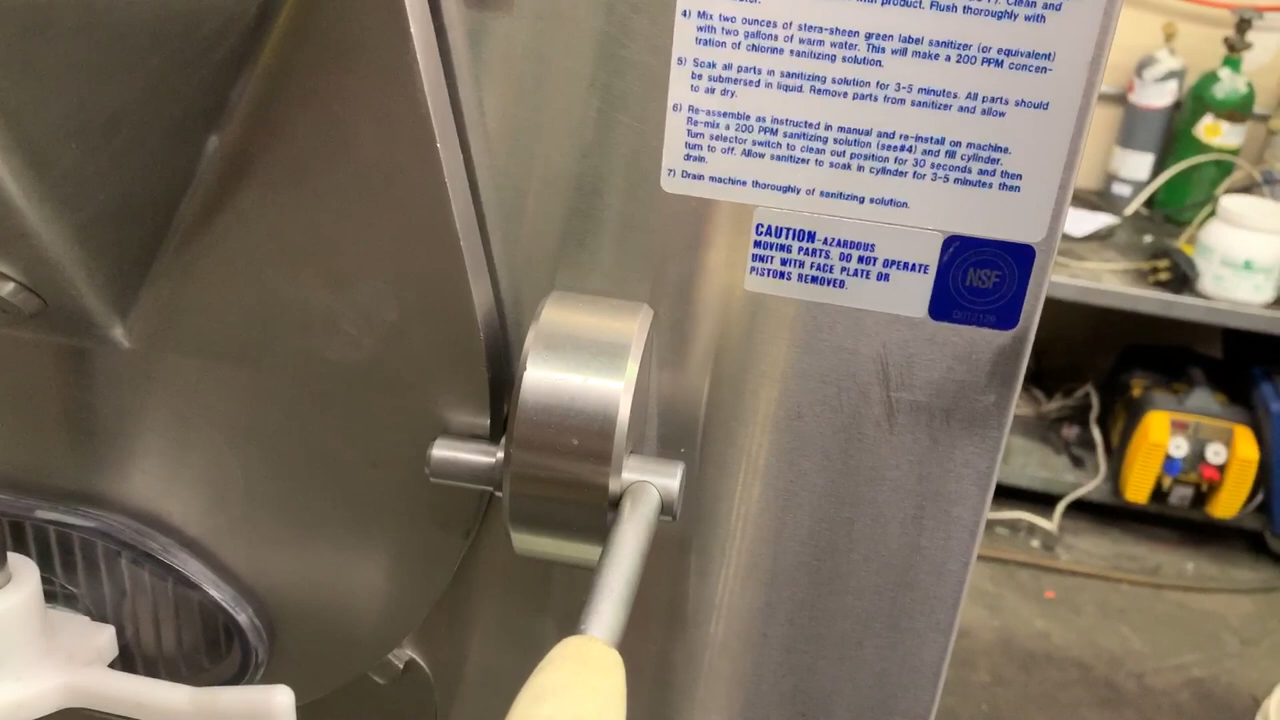 product. Flush thoroughly with
Clean and
4) Mix two ounces of stera-sheen green label sanitizer (or equivalent)
with two gallons of warm water. This will make a 200 PPM concen-
tration of chlorine sanitizing solution.
5) Soak all parts in sanitizing solution for 3-5 minutes. All parts should
be submersed in liquid. Remove parts from sanitizer and allow
to air dry.
6) Re-assemble as instructed in manual and re-install on machine.
Re-mix a 200 PPM sanitizing solution (see#4) and fill cylinder.
Turn selector switch to clean out position for 30 seconds and then
turn to off. Allow sanitizer to soak in cylinder for 3-5 minutes then
drain.
7) Drain machine thoroughly of sanitizing solution.
CAUTION-AZARDOUS
MOVING PARTS. DO NOT OPERATE
UNIT WITH FACE PLATE OR
PISTONS REMOVED.
NSF